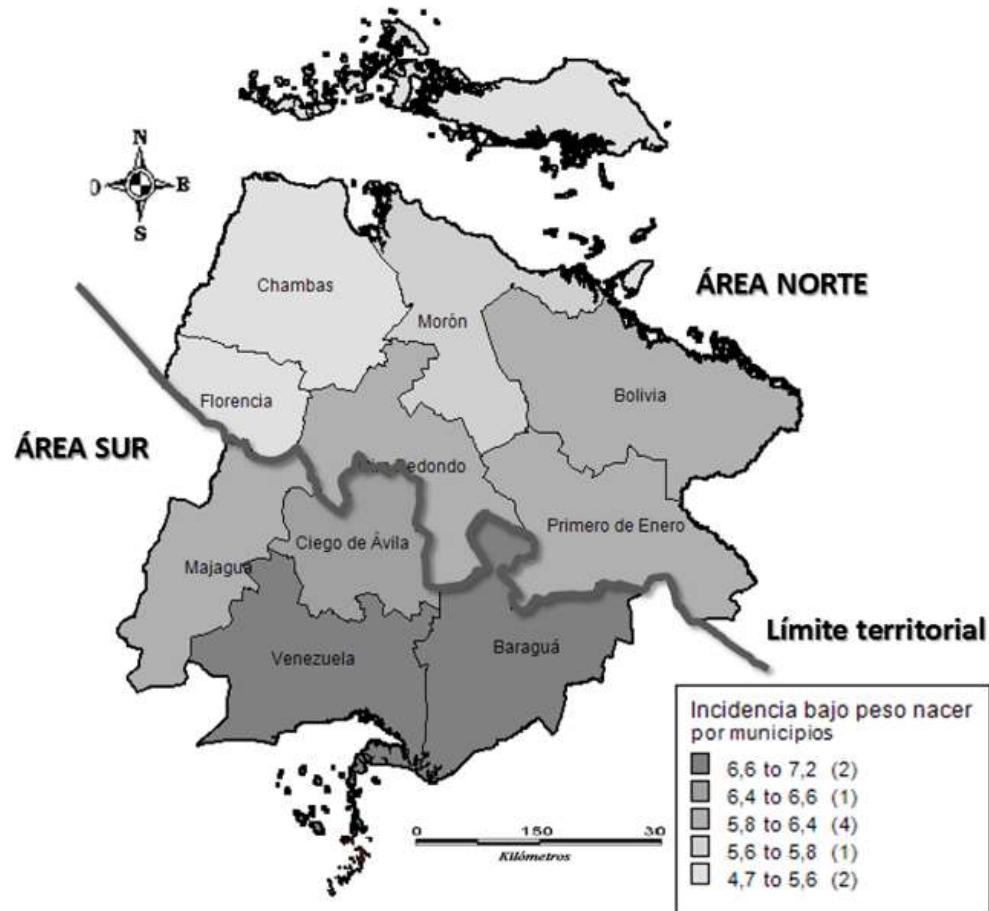 N
E
S
Chambas
ÁREA NORTE
Morón
Florencia
Bolivia
ÁREA SUR
Redondo
Primero de Enero
Ciego de Ávila
Majagua
Límite territorial
Baraguá
Venezuela
Incidencia bajo peso nacer
por municipios
6,6 to 7,2 (2)
6,4 to 6,6 (1)
5,8 to 6,4 (4)
5,6 to 5,8 (1)
4,7 to 5,6 (2)
0 150 30
Kilómetros